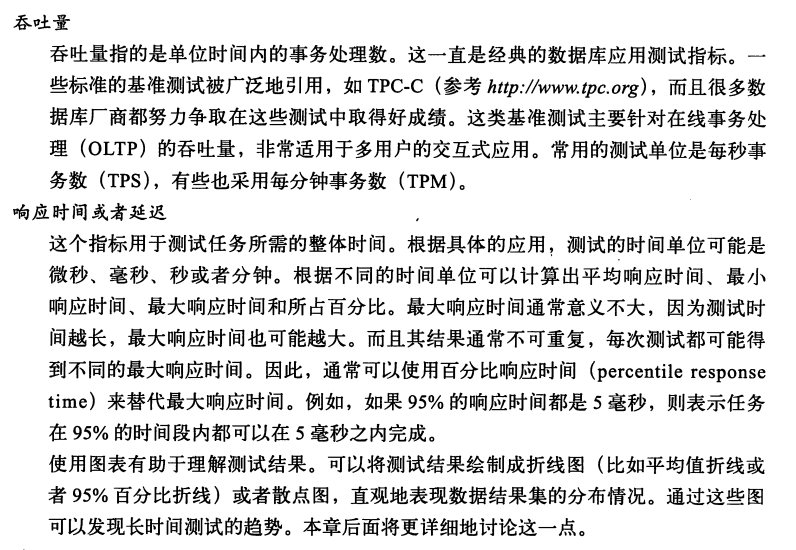 吞吐量
吞吐量指的是单位时间内的事务处理数。这一直是经典的数据库应用测试指标。一
些标准的基准测试被广泛地引用，如 TPC-C（参考 http://www.tpc.org），而且很多数
据库厂商都努力争取在这些测试中取得好成绩。这类基准测试主要针对在线事务处
理（OLTP）的吞吐量，非常适用于多用户的交互式应用。常用的测试单位是每秒事
务数（TPS），有些也采用每分钟事务数（TPM）。
响应时间或者延迟
这个指标用于测试任务所需的整体时间。根据具体的应用，测试的时间单位可能是
微秒、毫秒、秒或者分钟。根据不同的时间单位可以计算出平均响应时间、最小
响应时间、最大响应时间和所占百分比。最大响应时间通常意义不大，因为测试时
间越长，最大响应时间也可能越大。而且其结果通常不可重复，每次测试都可能得
到不同的最大响应时间。因此，通常可以使用百分比响应时间（percentile response
time）来替代最大响应时间。例如，如果 95% 的响应时间都是 5 毫秒，则表示任务
在 95% 的时间段内都可以在 5 毫秒之内完成。
使用图表有助于理解测试结果。可以将测试结果绘制成折线图（比如平均值折线或
者 95% 百分比折线）或者散点图，直观地表现数据结果集的分布情况。通过这些图
可以发现长时间测试的趋势。本章后面将更详细地讨论这一点。